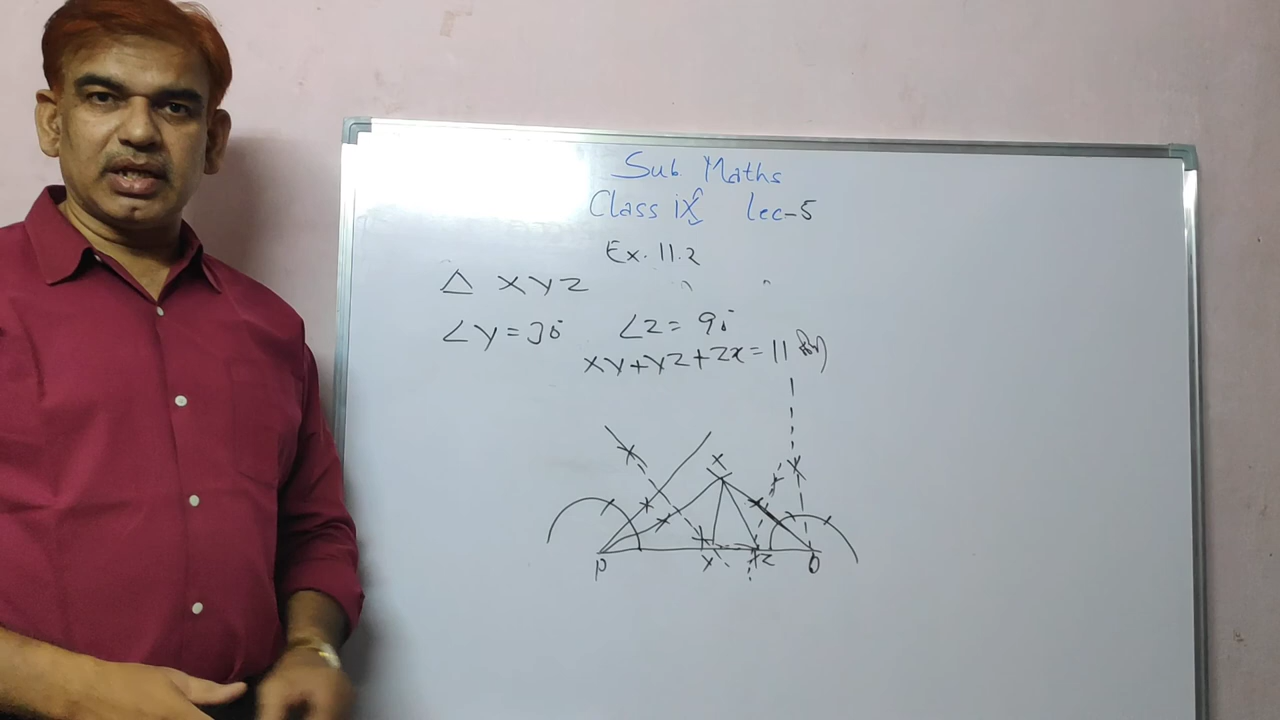 Sub. Maths
Class iX Lec-5
Ex. 11.2
△ XYZ
∠Y=30° ∠Z= 90°
XY+YZ+ZX=11
X
P Y Z Q